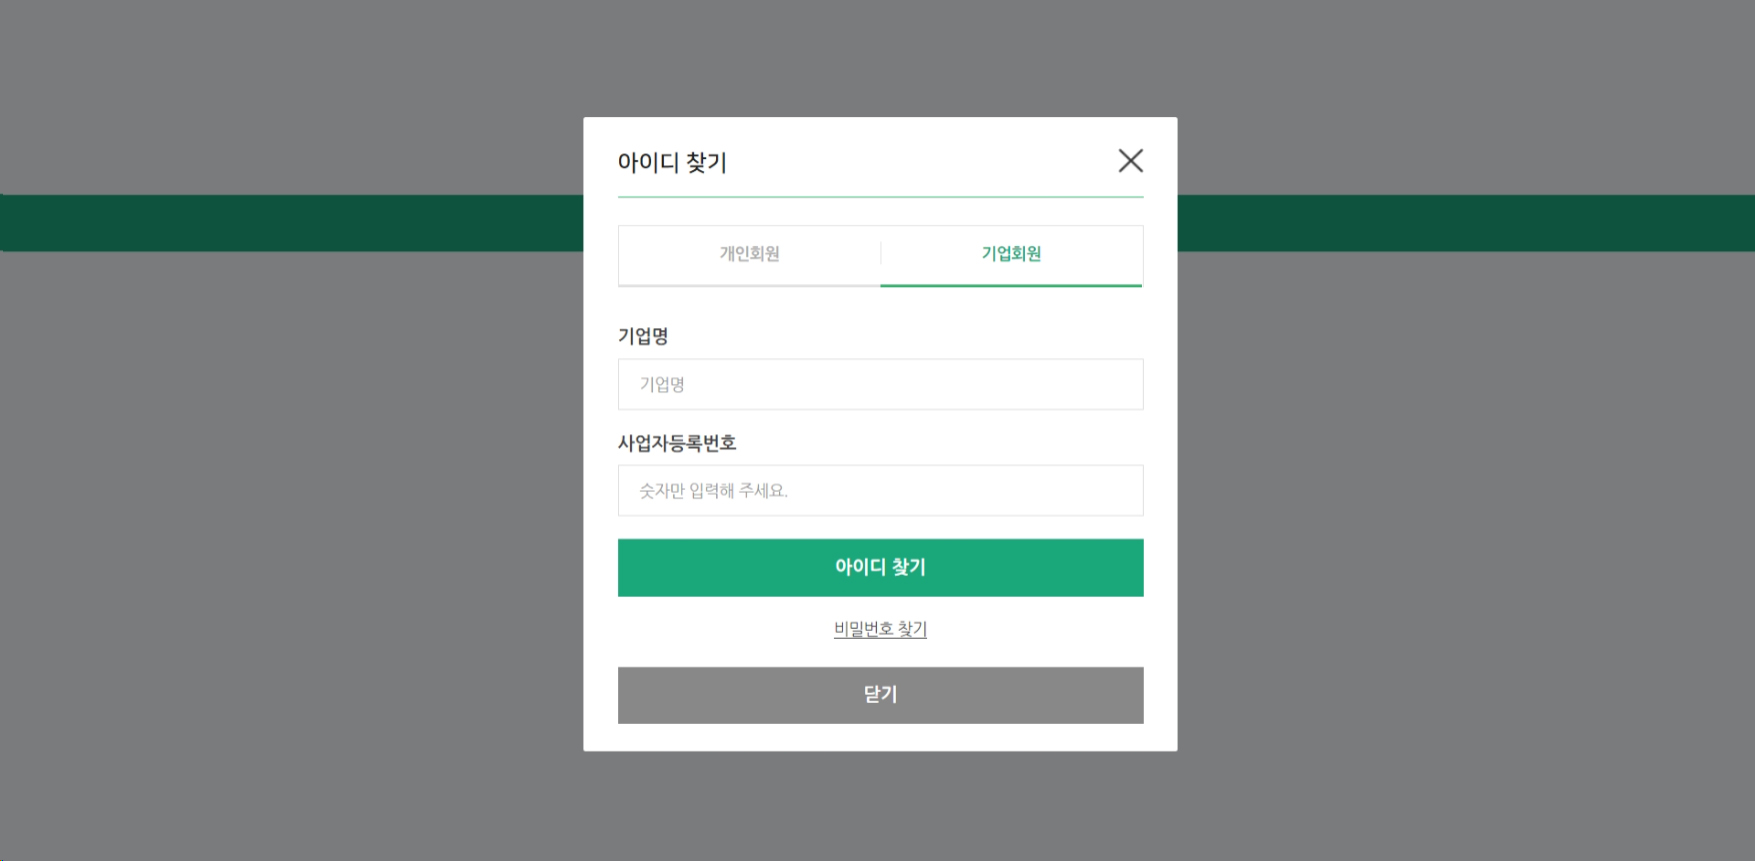 아이디 찾기
개인회원
기업회원
기업명
기업명
사업자등록번호
숫자만 입력해 주세요.
아이디 찾기
비밀번호 찾기
닫기